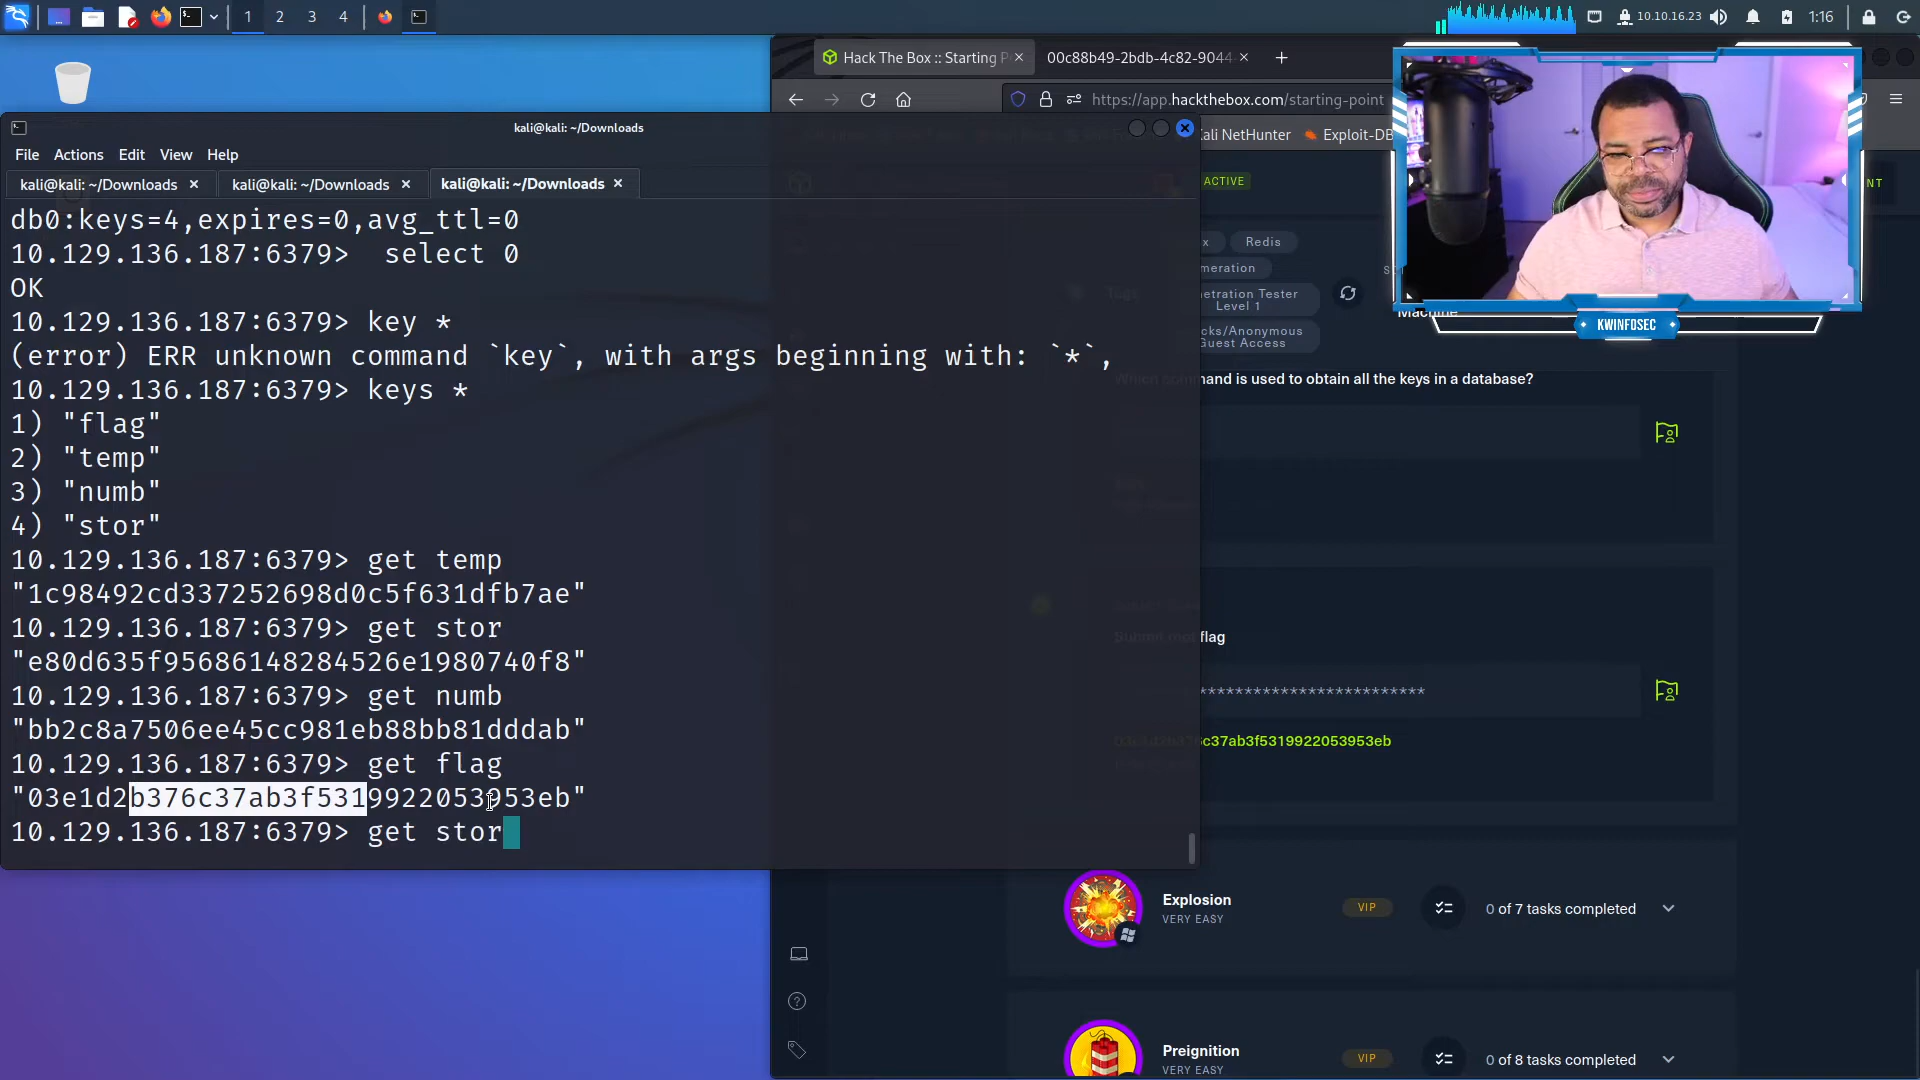 1 2 3 4
10.10.16.23
1:16
Hack The Box :: Starting P
00c88b49-2bdb-4c82-9044
https://app.hackthebox.com/starting-point
Kali NetHunter
Exploit-DB
kali@kali: ~/Downloads
File Actions Edit View Help
kali@kali: ~/Downloads kali@kali: ~/Downloads kali@kali: ~/Downloads
db0:keys=4,expires=0,avg_ttl=0
10.129.136.187:6379>  select 0
OK
10.129.136.187:6379> key *
(error) ERR unknown command `key`, with args beginning with: `*`,
10.129.136.187:6379> keys *
1) "flag"
2) "temp"
3) "numb"
4) "stor"
10.129.136.187:6379> get temp
"1c98492cd337252698d0c5f631dfb7ae"
10.129.136.187:6379> get stor
"e80d635f95686148284526e1980740f8"
10.129.136.187:6379> get numb
"bb2c8a7506ee45cc981eb88bb81dddab"
10.129.136.187:6379> get flag
"03e1d2b376c37ab3f5319922053953eb"
10.129.136.187:6379> get stor
ACTIVE
Redis
Tags
etration Tester
Level 1
cks/Anonymous
Guest Access
Machine
KWINFOSEC
Which command is used to obtain all the keys in a database?
Submit root flag
*************************
03e1d2b376c37ab3f5319922053953eb
Explosion
VERY EASY
VIP
0 of 7 tasks completed
Preignition
VERY EASY
VIP
0 of 8 tasks completed